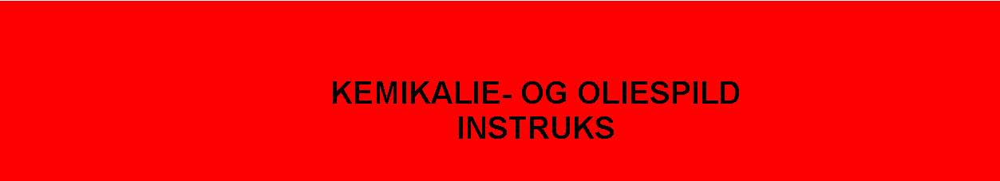 KEMIKALIE- OG OLIESPILD
INSTRUKS